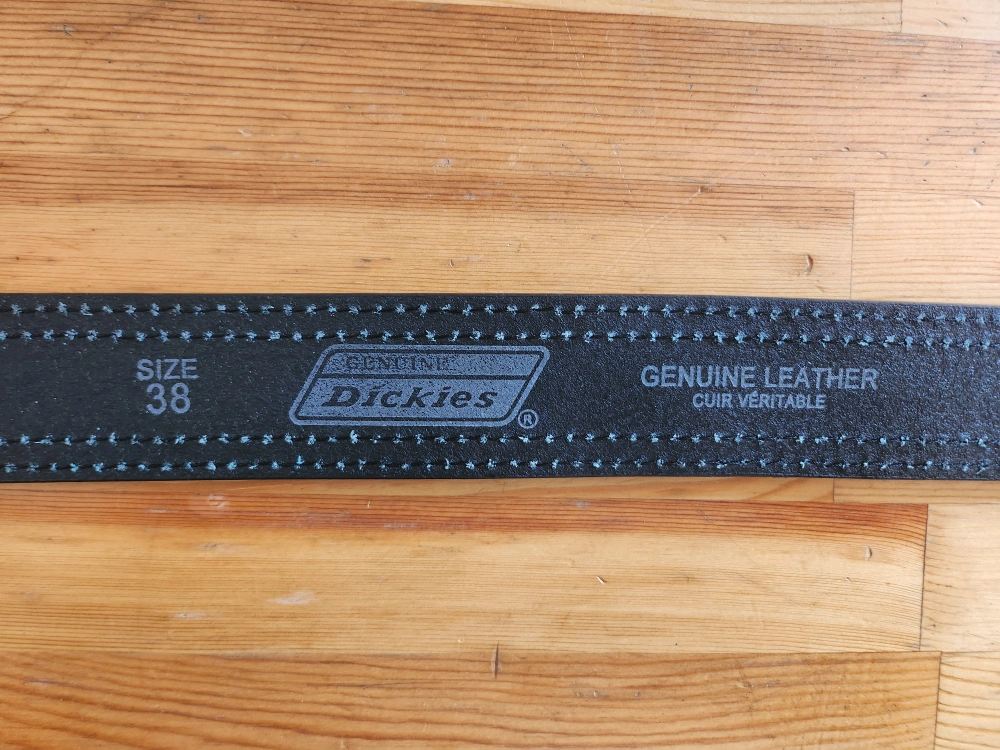 SIZE
38
GENUINE
Dickies
®
GENUINE LEATHER
CUIR VÉRITABLE